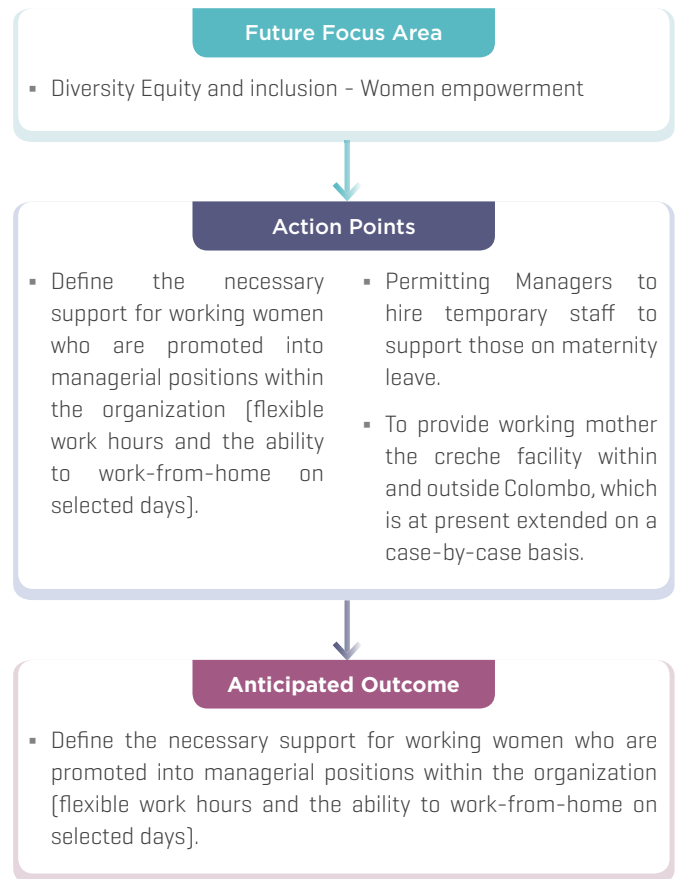 Future Focus Area
▪ Diversity Equity and inclusion - Women empowerment
Action Points
▪ Define the necessary
support for working women
who are promoted into
managerial positions within
the organization (flexible
work hours and the ability
to work-from-home on
selected days).
▪ Permitting Managers to
hire temporary staff to
support those on maternity
leave.
▪ To provide working mother
the creche facility within
and outside Colombo, which
is at present extended on a
case-by-case basis.
Anticipated Outcome
▪ Define the necessary support for working women who are
promoted into managerial positions within the organization
(flexible work hours and the ability to work-from-home on
selected days).